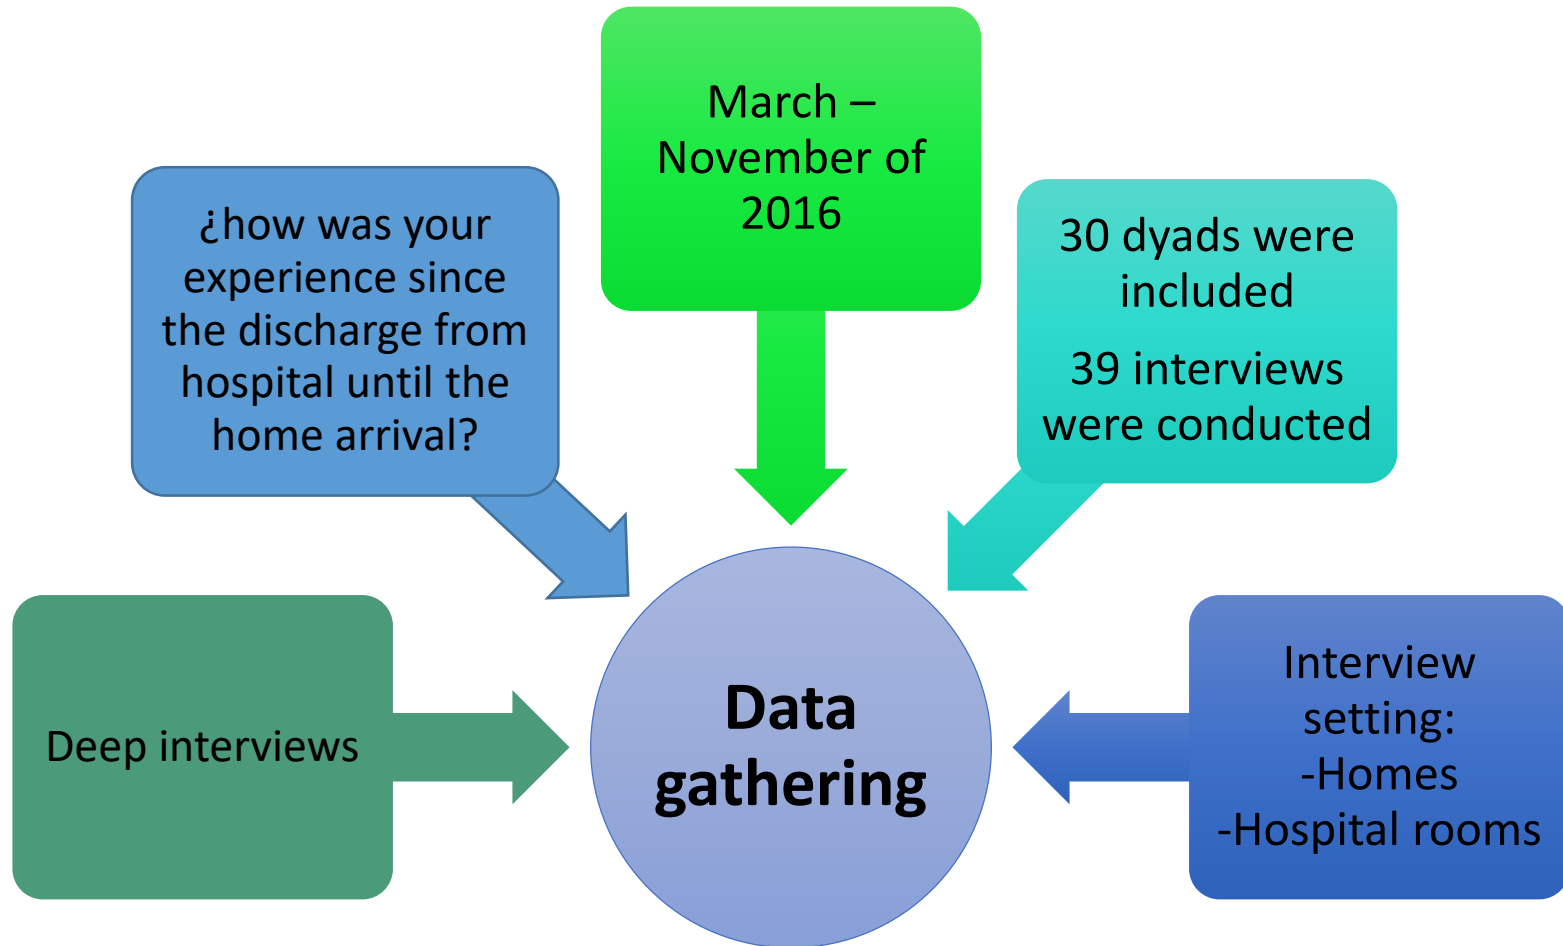 March –
November of
2016
¿how was your
experience since
the discharge from
hospital until the
home arrival?
30 dyads were
included
39 interviews
were conducted
Deep interviews
Data
gathering
Interview
setting:
-Homes
-Hospital rooms